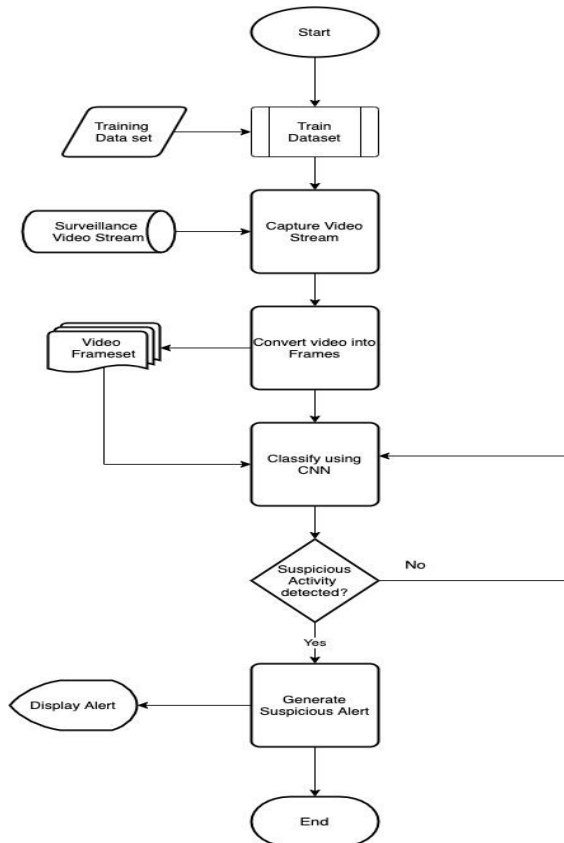 Start
Training
Data set
Train
Dataset
Surveillance
Video Stream
Capture Video
Stream
Video
Frameset
Convert video into
Frames
Classify using
CNN
Suspicious
Activity
detected?
No
Yes
Display Alert
Generate
Suspicious Alert
End